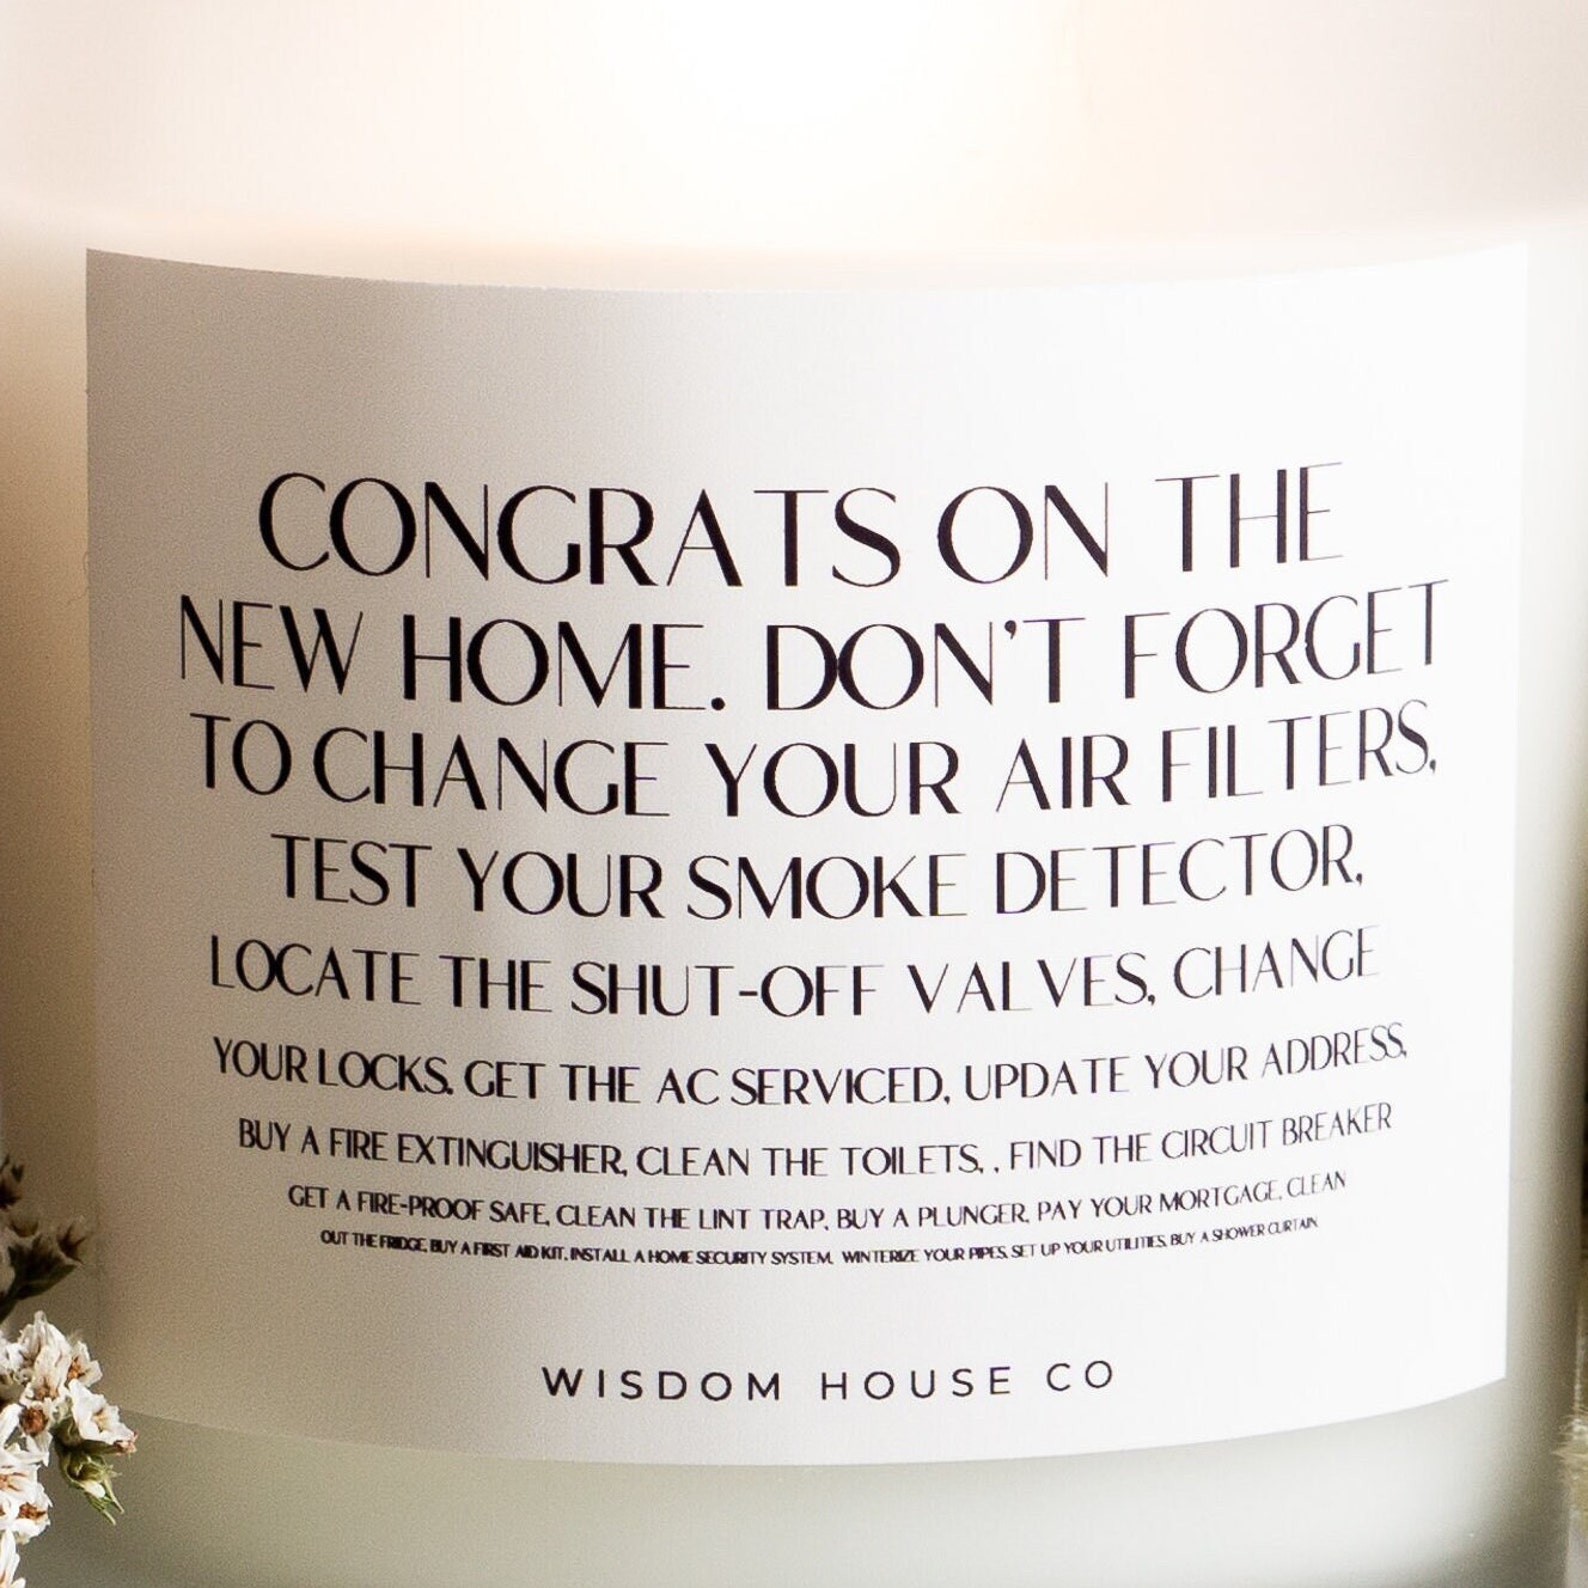 CONGRATS ON THE
NEW HOME. DON'T FORGET
TO CHANGE YOUR AIR FILTERS,
TEST YOUR SMOKE DETECTOR,
LOCATE THE SHUT-OFF VALVES, CHANGE
YOUR LOCKS. GET THE AC SERVICED, UPDATE YOUR ADDRESS,
BUY A FIRE EXTINGUISHER, CLEAN THE TOILETS, . FIND THE CIRCUIT BREAKER
GET A FIRE-PROOF SAFE, CLEAN THE LINT TRAP, BUY A PLUNGER, PAY YOUR MORTGAGE, CLEAN
OUT THE FRIDGE, BUY A FIRST AID KIT, INSTALL A HOME SECURITY SYSTEM, WINTERIZE YOUR PIPES, SET UP YOUR UTILITIES, BUY A SHOWER CURTAIN
WISDOM HOUSE CO